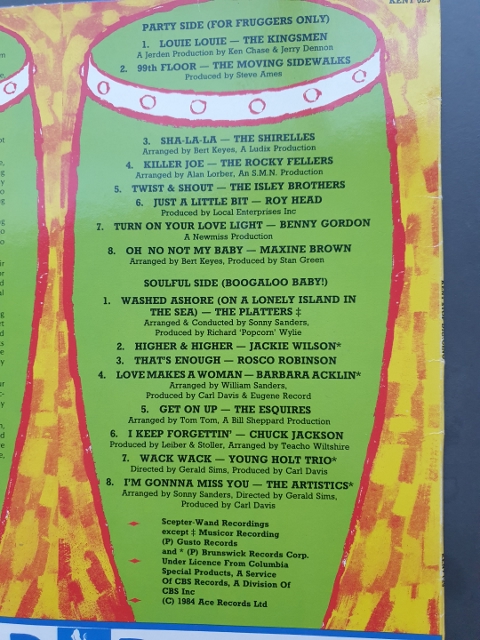 KENT 029
PARTY SIDE (FOR FRUGGERS ONLY)
1. LOUIE LOUIE — THE KINGSMEN
A Jerden Production by Ken Chase & Jerry Dennon
2. 99th FLOOR — THE MOVING SIDEWALKS
Produced by Steve Ames
3. SHA-LA-LA — THE SHIRELLES
Arranged by Bert Keyes, A Ludix Production
4. KILLER JOE — THE ROCKY FELLERS
Arranged by Alan Lorber, An S.M.N. Production
5. TWIST & SHOUT — THE ISLEY BROTHERS
6. JUST A LITTLE BIT — ROY HEAD
Produced by Local Enterprises Inc
7. TURN ON YOUR LOVE LIGHT — BENNY GORDON
A Newmiss Production
8. OH NO NOT MY BABY — MAXINE BROWN
Arranged by Bert Keyes, Produced by Stan Green
SOULFUL SIDE (BOOGALOO BABY!)
1. WASHED ASHORE (ON A LONELY ISLAND IN
THE SEA) — THE PLATTERS ‡
Arranged & Conducted by Sonny Sanders,
Produced by Richard 'Popcorn' Wylie
2. HIGHER & HIGHER — JACKIE WILSON*
3. THAT'S ENOUGH — ROSCO ROBINSON
4. LOVE MAKES A WOMAN — BARBARA ACKLIN*
Arranged by William Sanders,
Produced by Carl Davis & Eugene Record
5. GET ON UP — THE ESQUIRES
Arranged by Tom Tom, A Bill Sheppard Production
6. I KEEP FORGETTIN' — CHUCK JACKSON
Produced by Leiber & Stoller, Arranged by Teacho Wiltshire
7. WACK WACK — YOUNG HOLT TRIO*
Directed by Gerald Sims, Produced by Carl Davis
8. I'M GONNNA MISS YOU — THE ARTISTICS*
Arranged by Sonny Sanders, Directed by Gerald Sims,
Produced by Carl Davis
Scepter-Wand Recordings
except ‡ Musicor Recording
(P) Gusto Records
and * (P) Brunswick Records Corp.
Under Licence From Columbia
Special Products, A Service
Of CBS Records, A Division Of
CBS Inc
(C) 1984 Ace Records Ltd